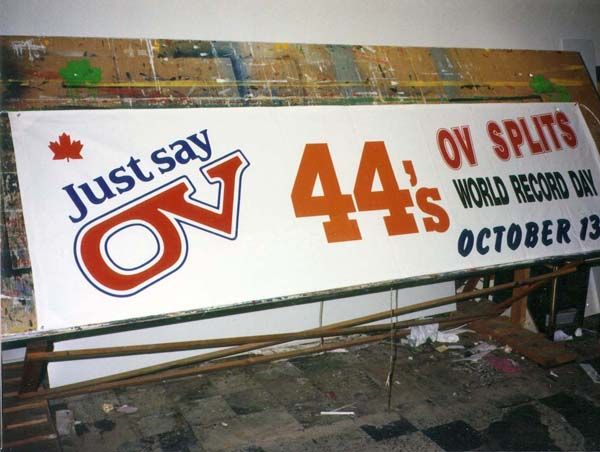 Just say
OV
44's
OV SPLITS
WORLD RECORD DAY
OCTOBER 13